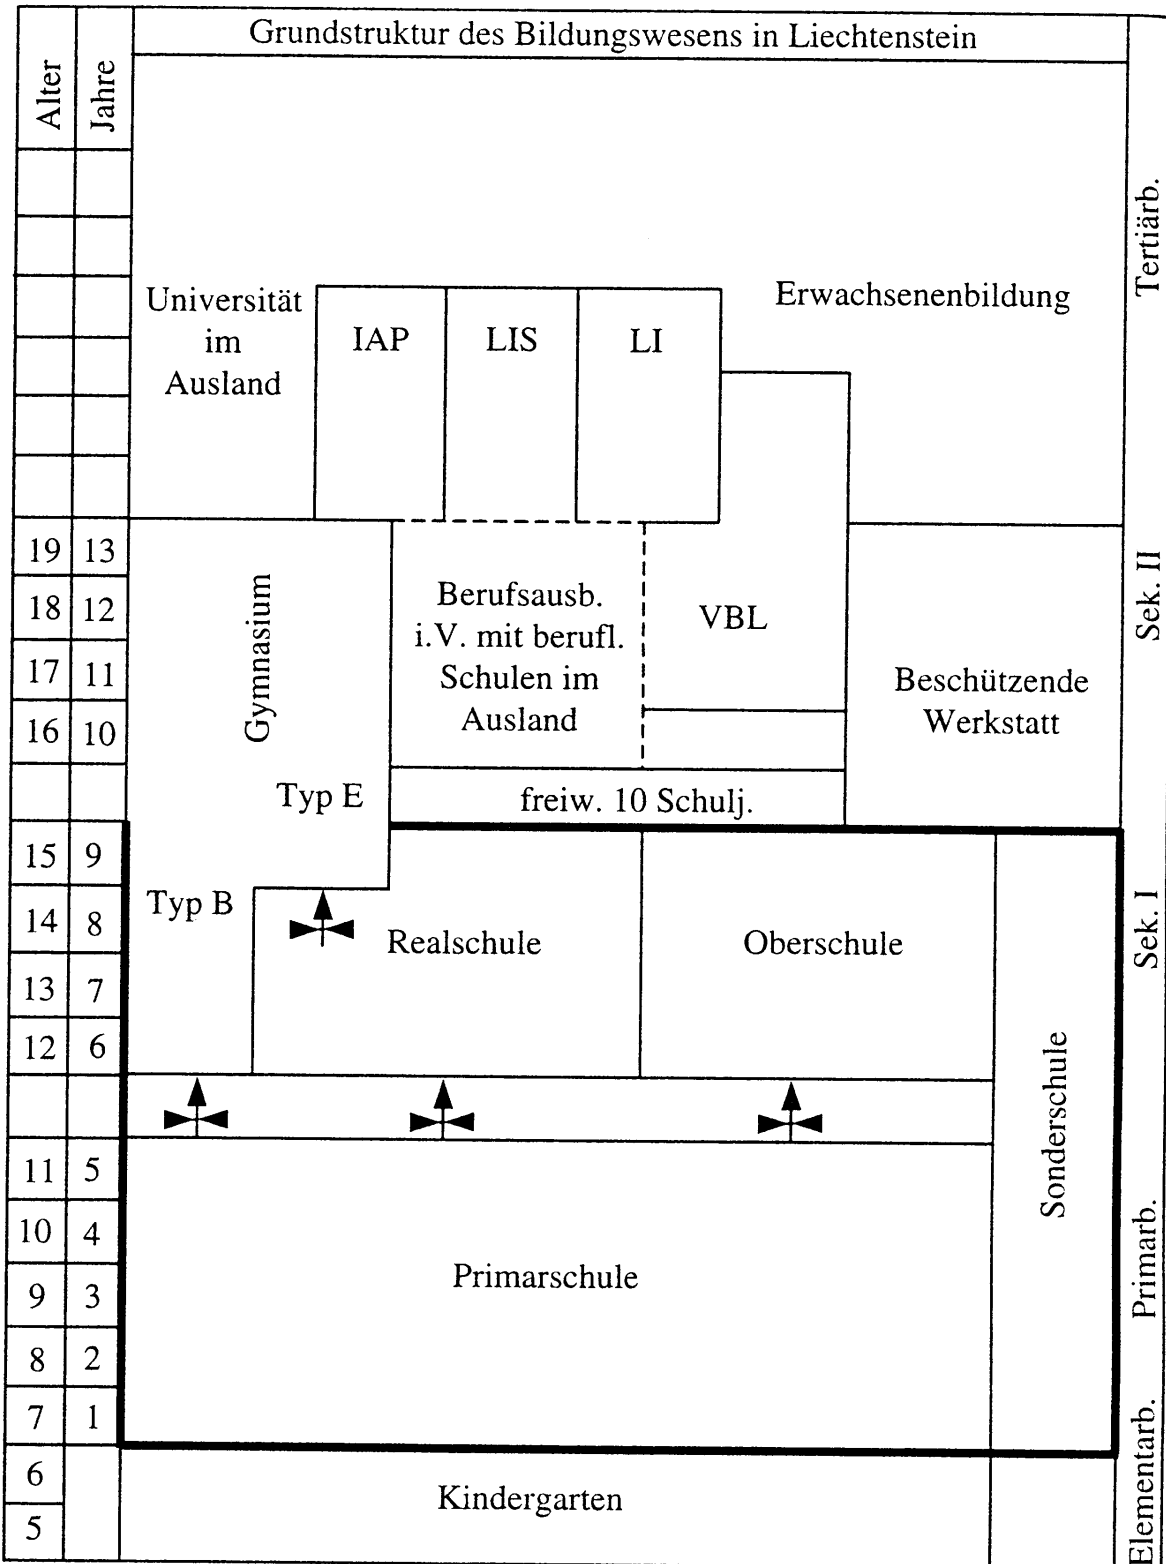 Grundstruktur des Bildungswesens in Liechtenstein
Alter
Jahre
Tertiärb.
Universität
im
Ausland
IAP
LIS
LI
Erwachsenenbildung
19 13
18 12
17 11
16 10
Gymnasium
Typ E
Berufsausb.
i.V. mit berufl.
Schulen im
Ausland
VBL
Beschützende
Werkstatt
Sek. II
freiw. 10 Schulj.
15 9
14 8
13 7
12 6
Typ B
Realschule
Oberschule
Sonderschule
Sek. I
11 5
10 4
9 3
8 2
7 1
Primarschule
Primarb.
6
5
Kindergarten
Elementarb.